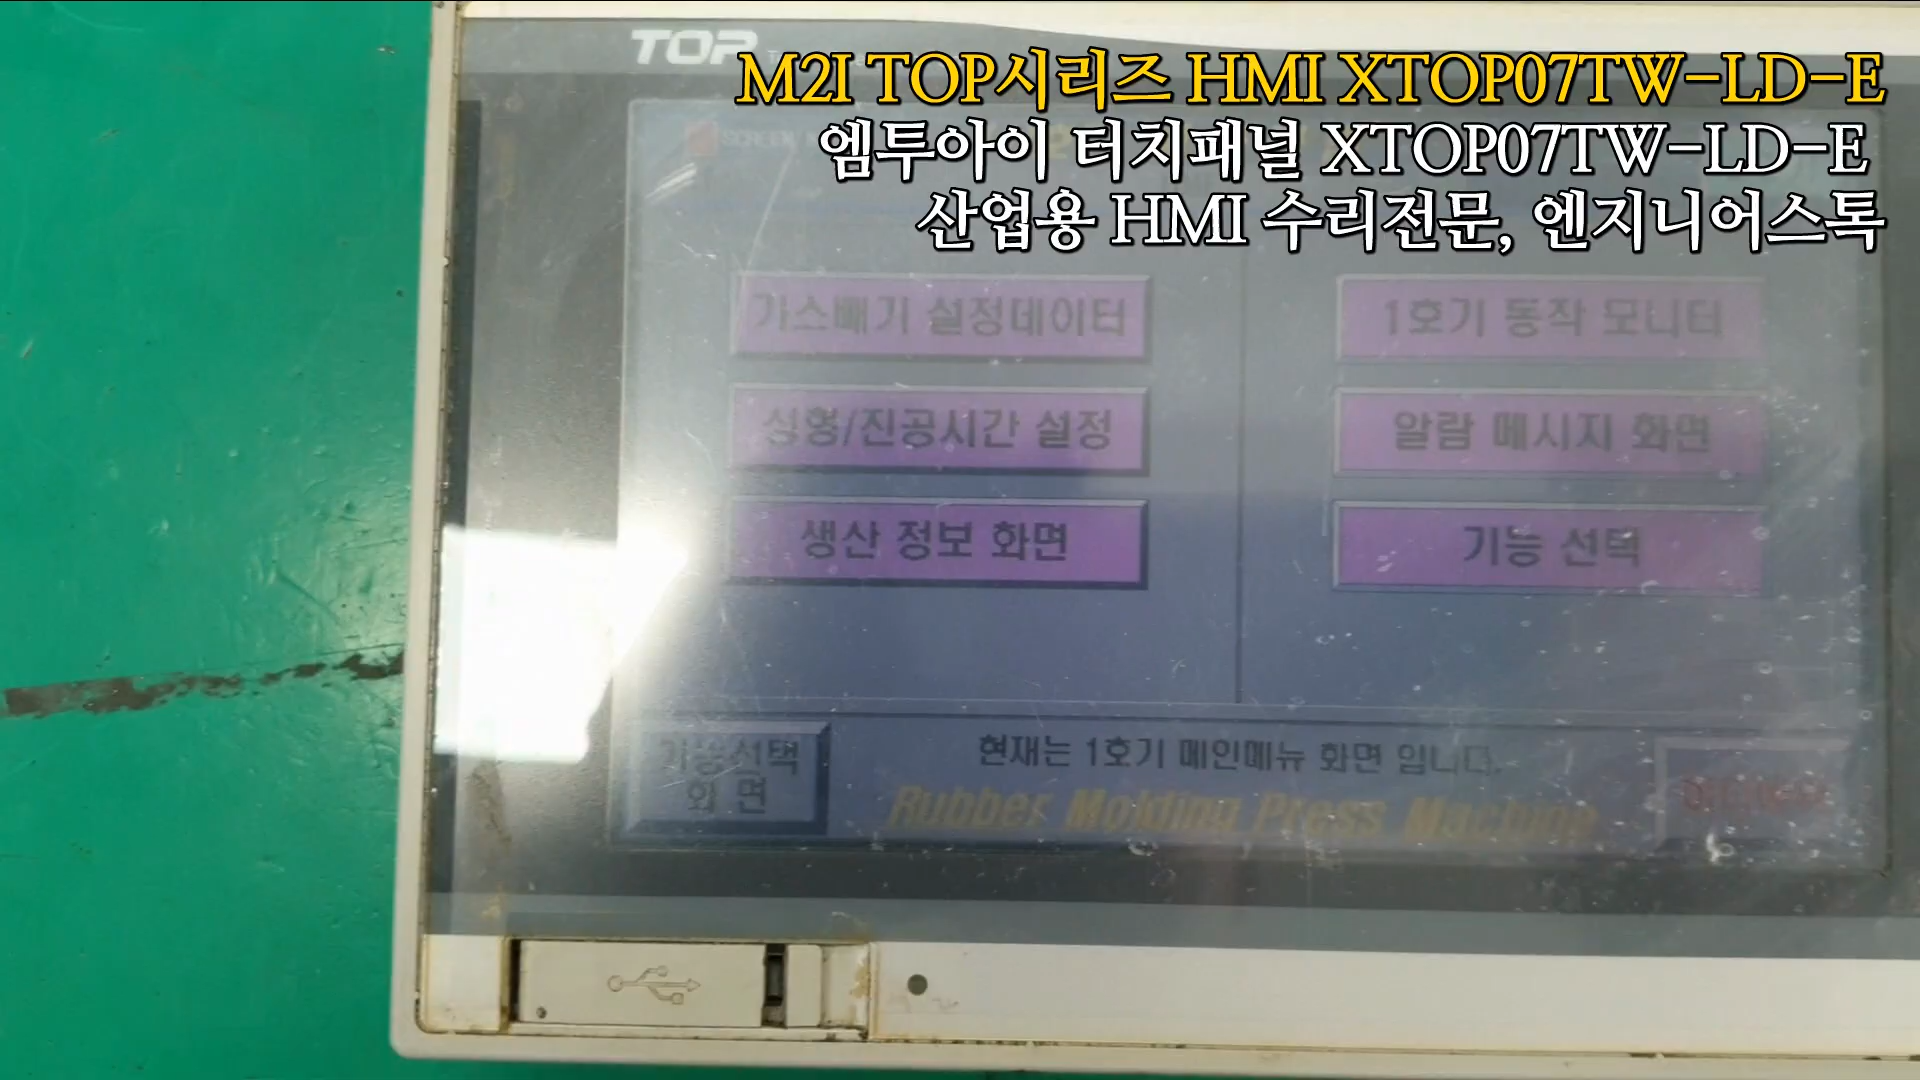 TOP
M2I TOP시리즈 HMI XTOP07TW-LD-E
엠투아이 터치패널 XTOP07TW-LD-E
산업용 HMI 수리전문, 엔지니어스톡
SCREEN
가스빼기 설정데이터
1호기 동작 모니터
성형/진공시간 설정
알람 메시지 화면
생산 정보 화면
기능 선택
기능선택
화 면
현재는 1호기 메인메뉴 화면 입니다.
Rubber Molding Press Machine